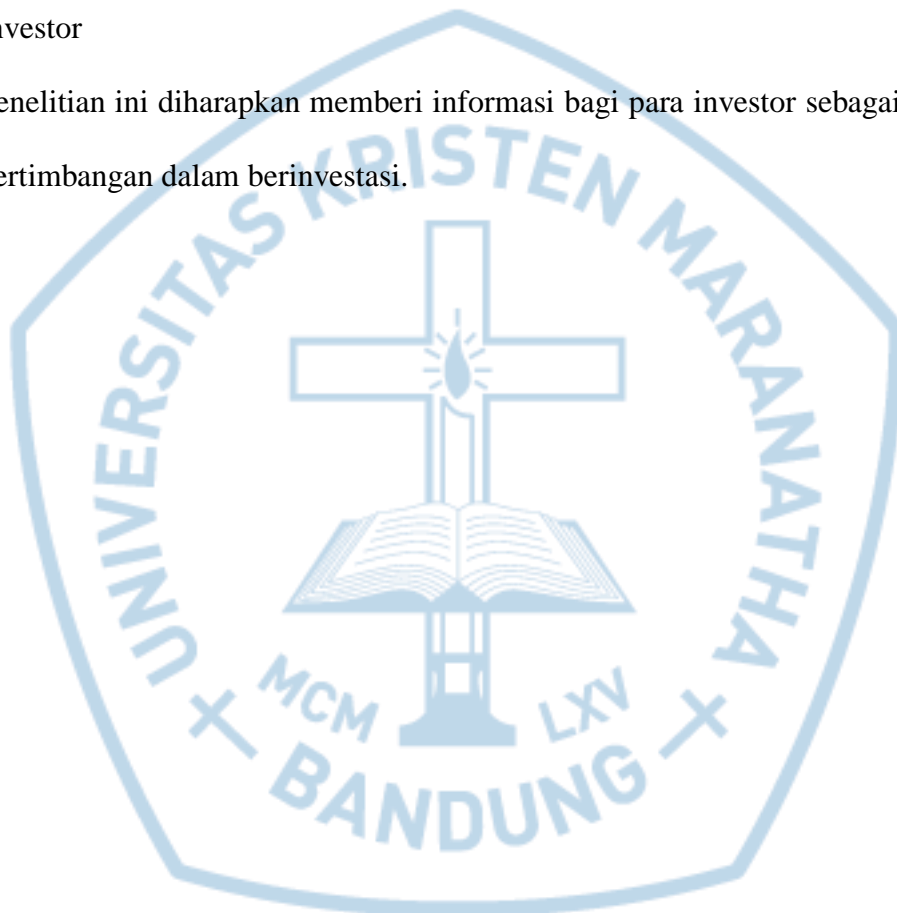 nvestor
enelitian ini diharapkan memberi informasi bagi para investor sebagai
ertimbangan dalam berinvestasi.
UNIVERSITAS KRISTEN MARANATHA
MCM LXV
BANDUNG